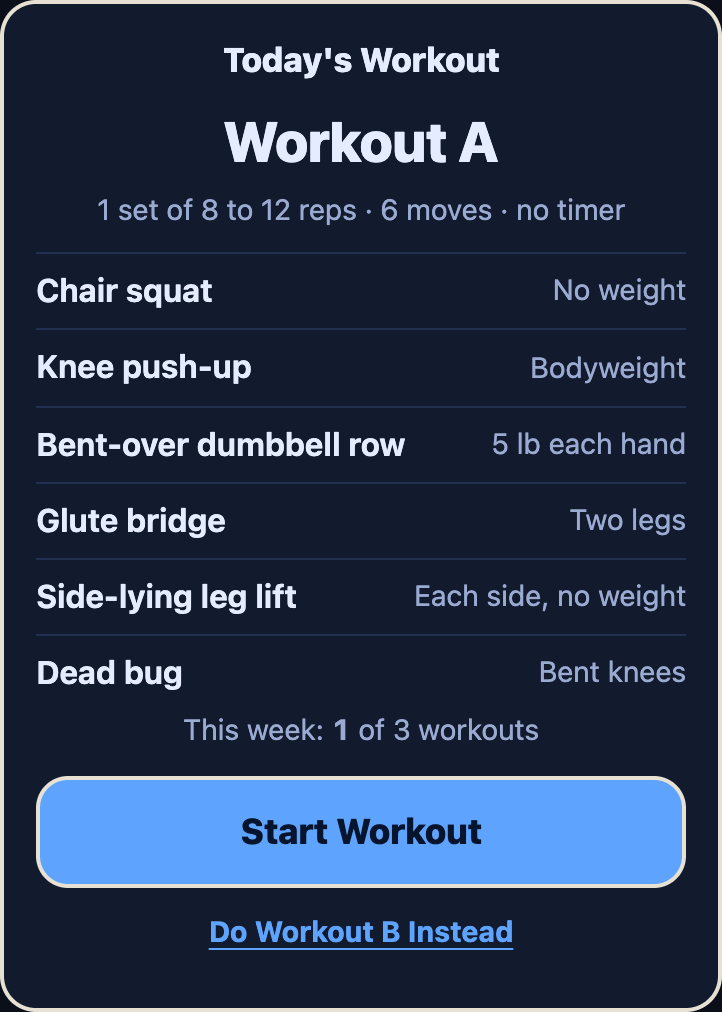 Today's Workout
Workout A
1 set of 8 to 12 reps · 6 moves · no timer
Chair squat No weight
Knee push-up Bodyweight
Bent-over dumbbell row 5 lb each hand
Glute bridge Two legs
Side-lying leg lift Each side, no weight
Dead bug Bent knees
This week: 1 of 3 workouts
Start Workout
Do Workout B Instead